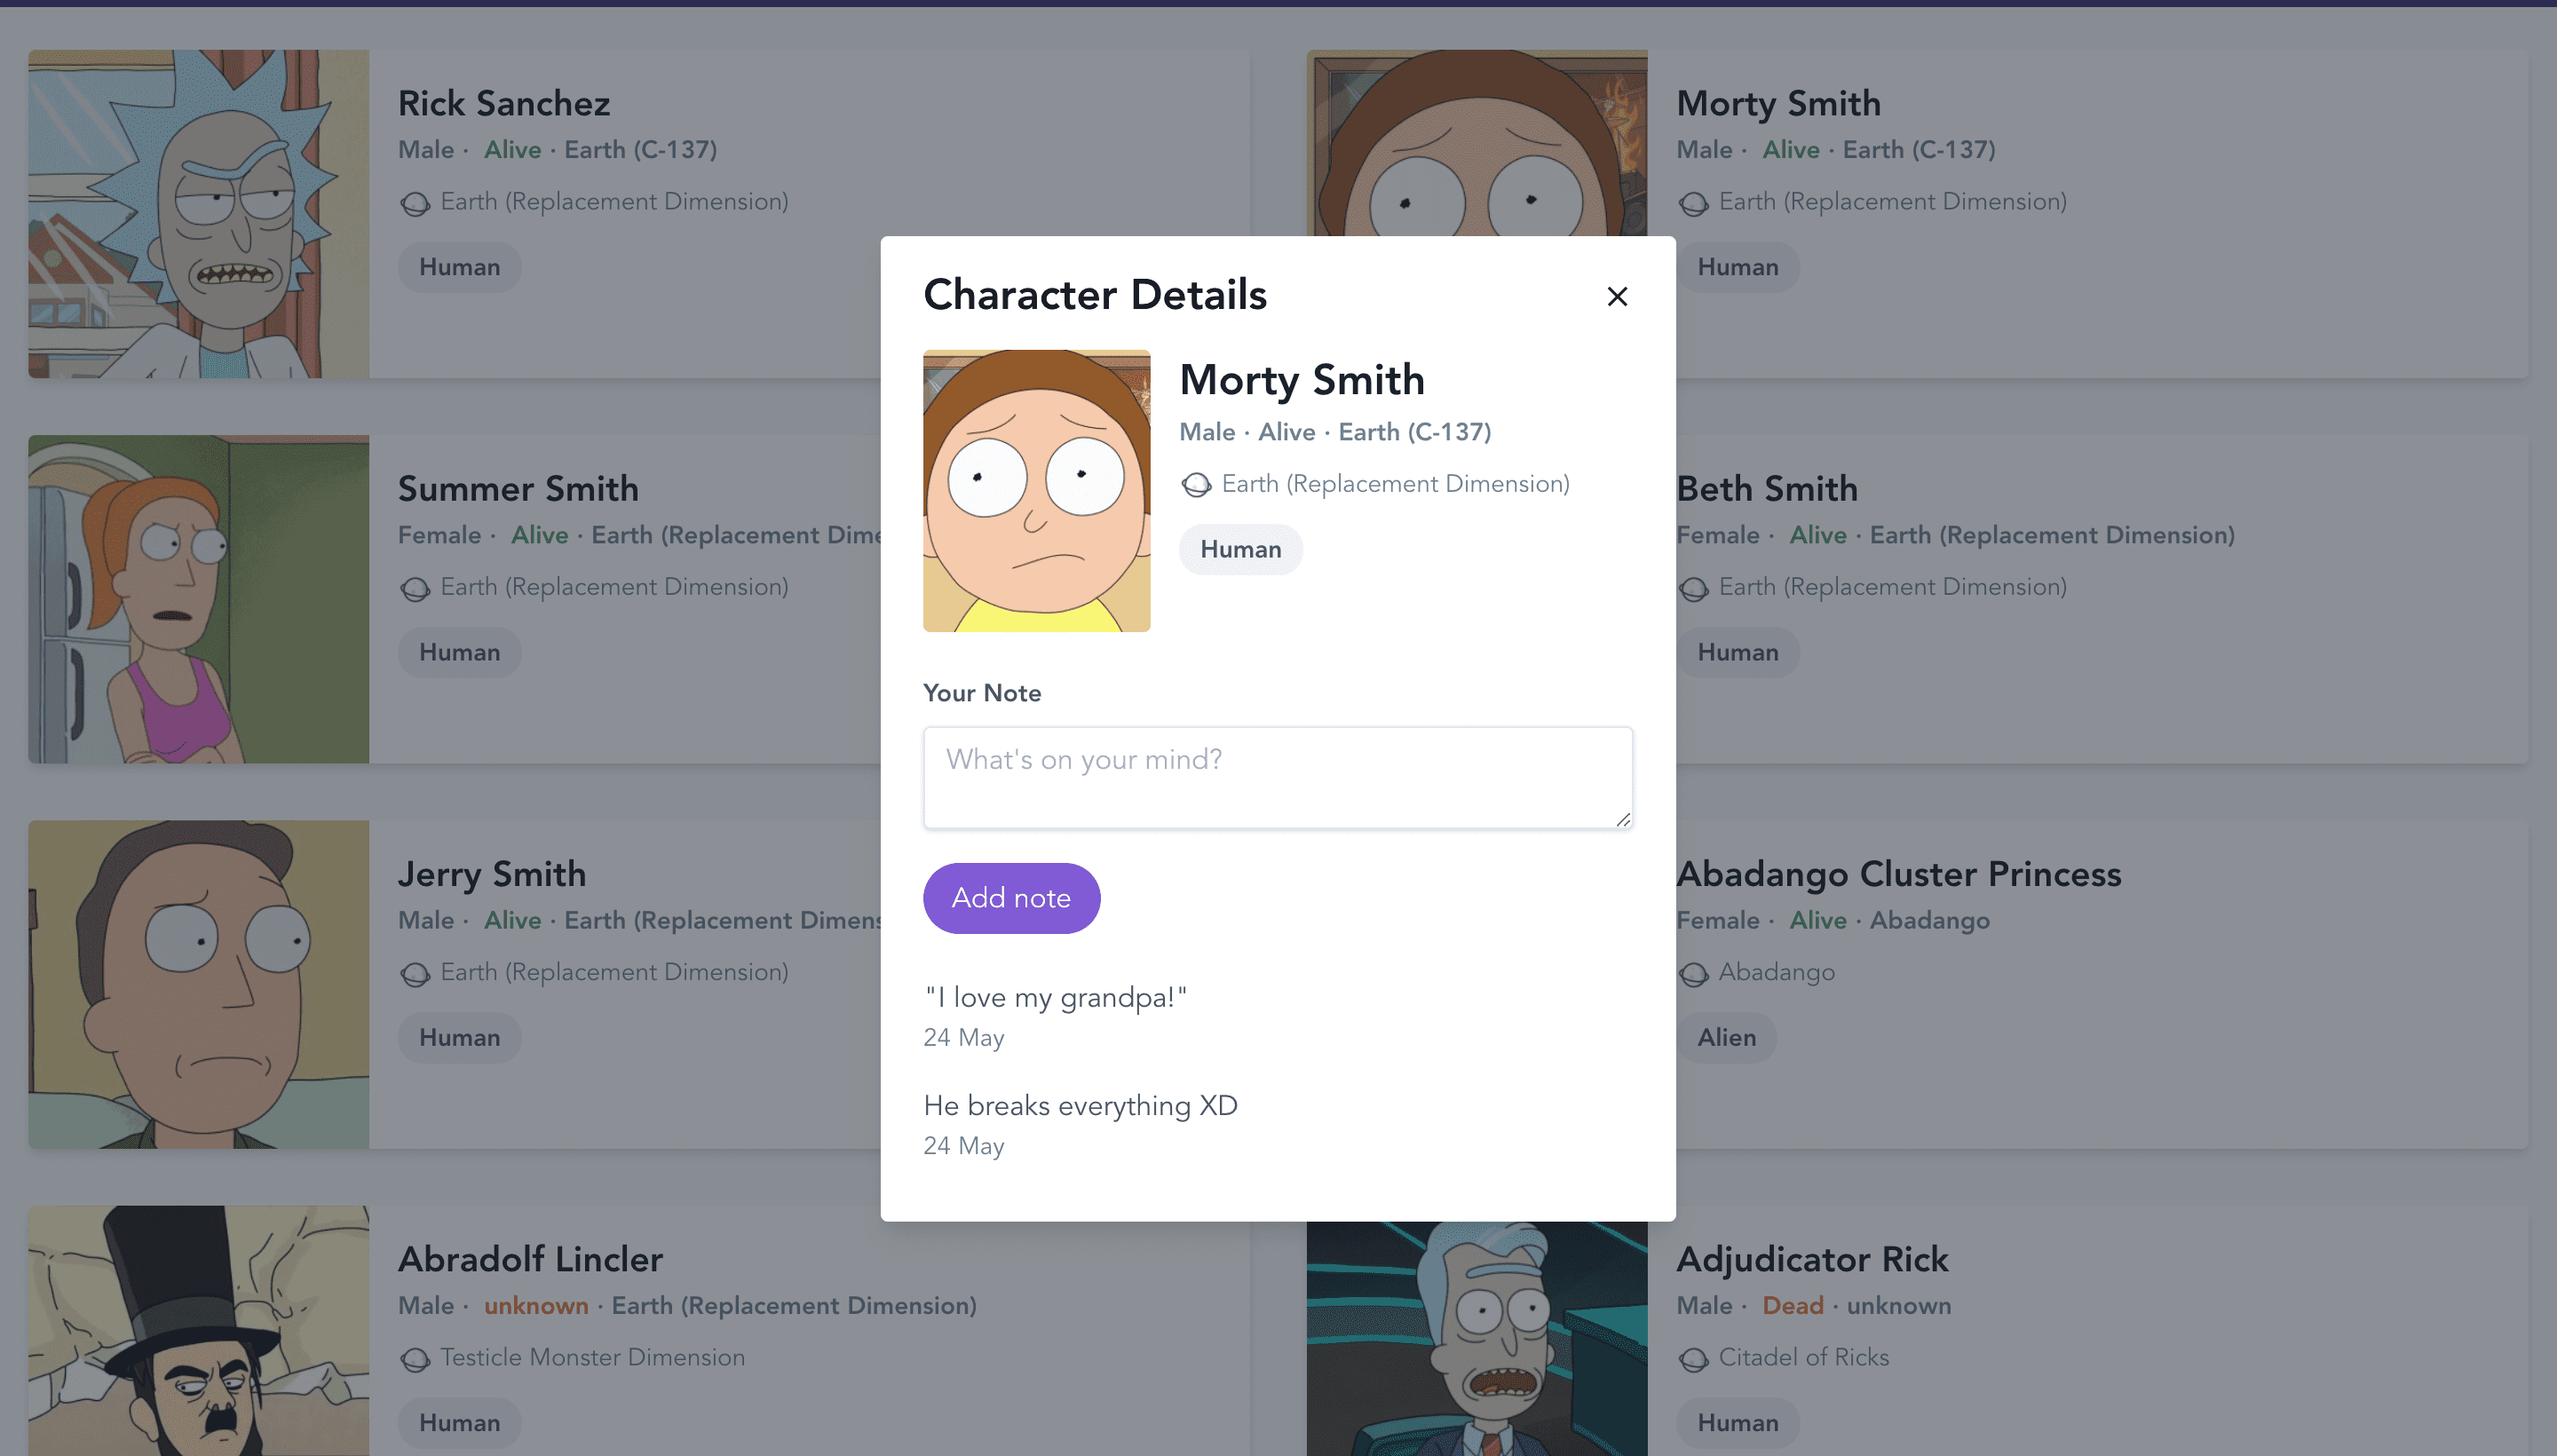 Rick Sanchez
Male · Alive · Earth (C-137)
Earth (Replacement Dimension)
Human
Morty Smith
Male · Alive · Earth (C-137)
Earth (Replacement Dimension)
Human
Summer Smith
Female · Alive · Earth (Replacement Dime
Earth (Replacement Dimension)
Human
Beth Smith
Female · Alive · Earth (Replacement Dimension)
Earth (Replacement Dimension)
Human
Jerry Smith
Male · Alive · Earth (Replacement Dimens
Earth (Replacement Dimension)
Human
Abadango Cluster Princess
Female · Alive · Abadango
Abadango
Alien
Abradolf Lincler
Male · unknown · Earth (Replacement Dimension)
Testicle Monster Dimension
Human
Adjudicator Rick
Male · Dead · unknown
Citadel of Ricks
Human
Character Details
Morty Smith
Male · Alive · Earth (C-137)
Earth (Replacement Dimension)
Human
Your Note
What's on your mind?
Add note
"I love my grandpa!"
24 May
He breaks everything XD
24 May